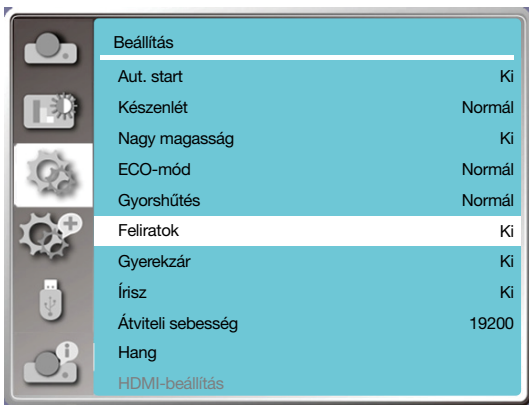 Beállítás
Aut. start Ki
Készenlét Normál
Nagy magasság Ki
ECO-mód Normál
Gyorshűtés Normál
Feliratok Ki
Gyerekzár Ki
Írisz Ki
Átviteli sebesség 19200
Hang
HDMI-beállítás